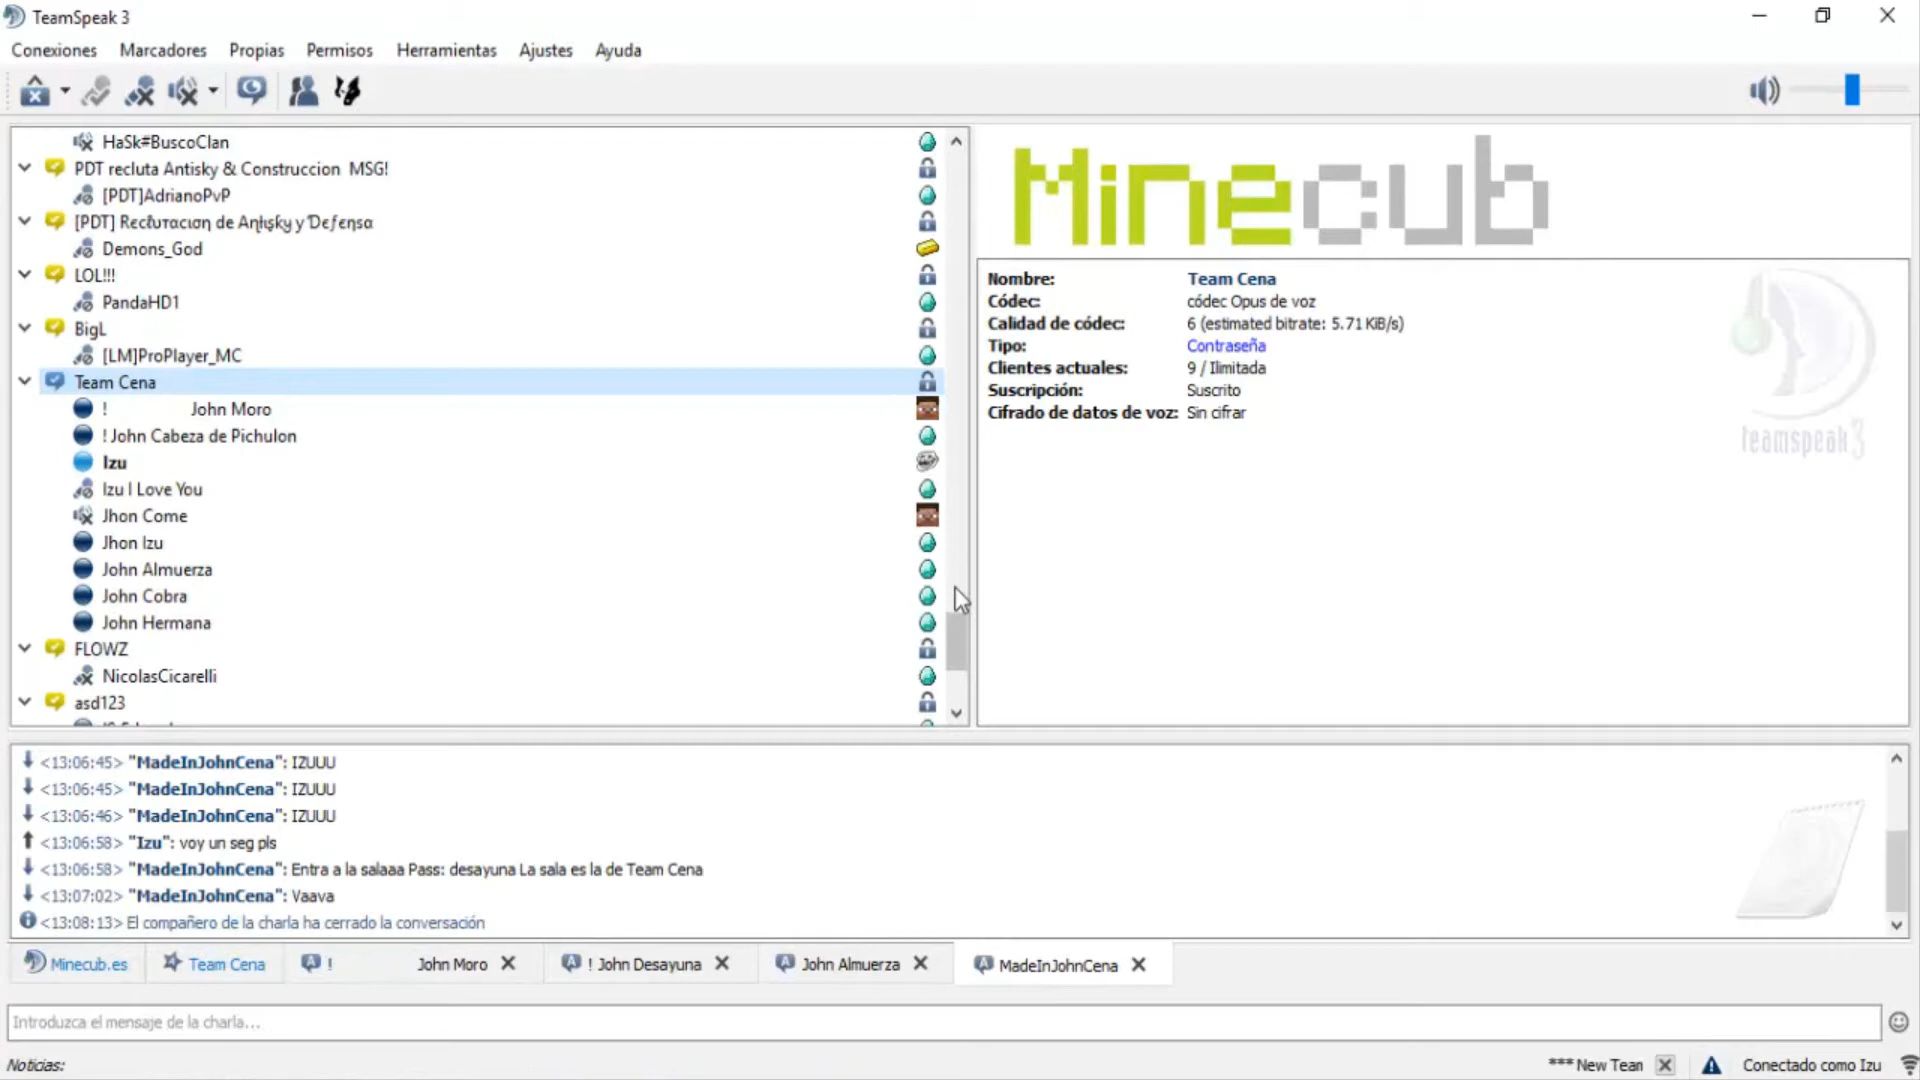 TeamSpeak 3
Conexiones Marcadores Propias Permisos Herramientas Ajustes Ayuda
HaSk#BuscoClan
PDT recluta Antisky & Construccion MSG!
[PDT]AdrianoPvP
[PDT] Reclutacion de Antisky y Defensa
Demons_God
LOL!!!
PandaHD1
BigL
[LM]ProPlayer_MC
Team Cena
! John Moro
! John Cabeza de Pichulon
Izu
Izu I Love You
Jhon Come
Jhon Izu
John Almuerza
John Cobra
John Hermana
FLOWZ
NicolasCicarelli
asd123
Minecub
Nombre: Team Cena
Códec: códec Opus de voz
Calidad de códec: 6 (estimated bitrate: 5.71 KiB/s)
Tipo: Contraseña
Clientes actuales: 9 / Ilimitada
Suscripción: Suscrito
Cifrado de datos de voz: Sin cifrar
teamspeak3
<13:06:45> "MadeInJohnCena": IZUUU
<13:06:45> "MadeInJohnCena": IZUUU
<13:06:46> "MadeInJohnCena": IZUUU
<13:06:58> "Izu": voy un seg pls
<13:06:58> "MadeInJohnCena": Entra a la salaaa Pass: desayuna La sala es la de Team Cena
<13:07:02> "MadeInJohnCena": Vaava
<13:08:13> El compañero de la charla ha cerrado la conversación
Minecub.es Team Cena ! John Moro ! John Desayuna John Almuerza MadeInJohnCena
Introduzca el mensaje de la charla...
Noticias: *** New Tean Conectado como Izu